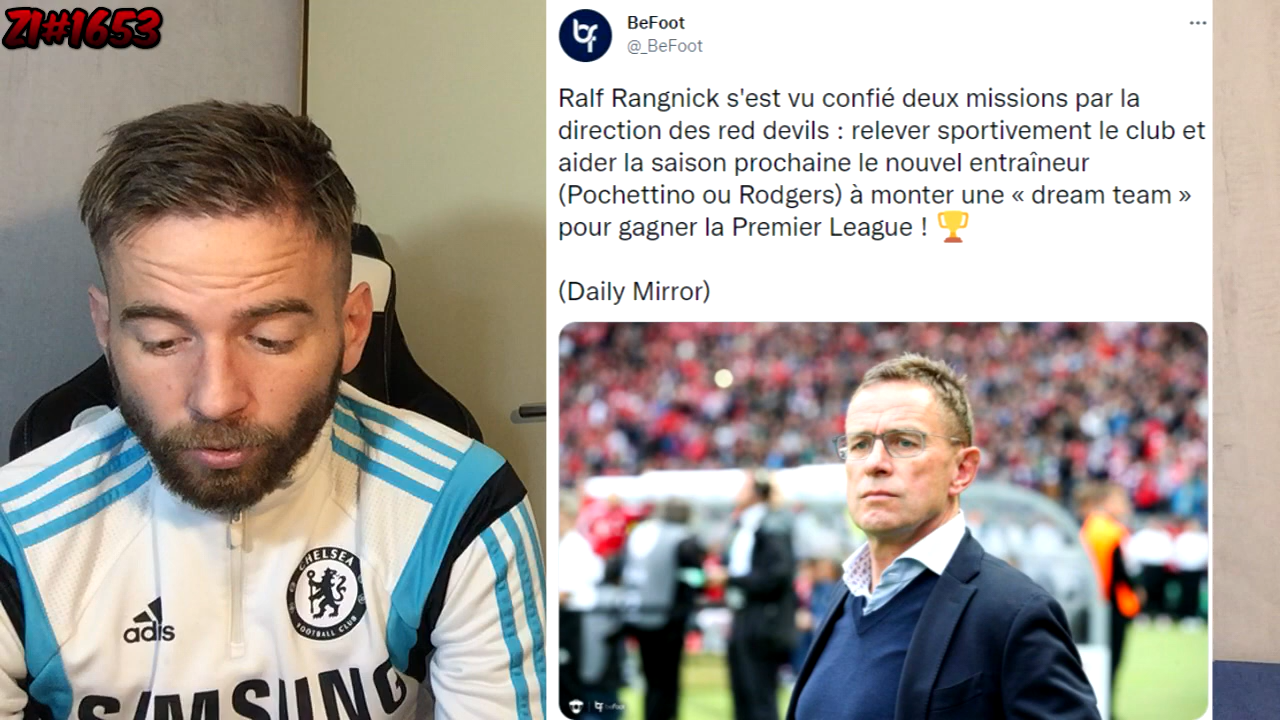 ZI#1653
BeFoot
@_BeFoot
Ralf Rangnick s'est vu confié deux missions par la
direction des red devils : relever sportivement le club et
aider la saison prochaine le nouvel entraîneur
(Pochettino ou Rodgers) à monter une « dream team »
pour gagner la Premier League ! 🏆
(Daily Mirror)
CHELSEA
FOOTBALL CLUB
adidas
SAMSUNG
BeFoot